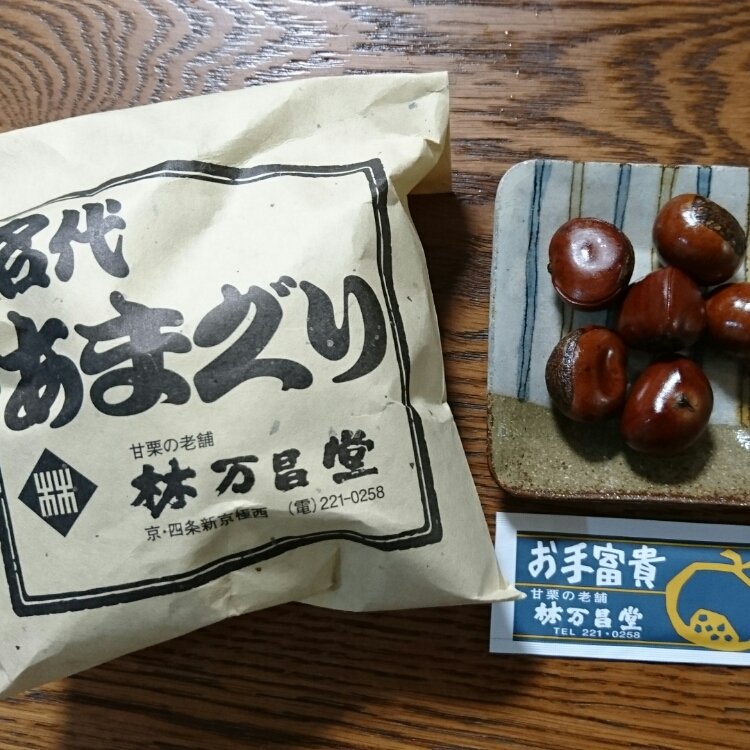 名代
あまぐり
甘栗の老舗
林万昌堂
京・四条新京極西 (電)221-0258
お手富貴
甘栗の老舗
林万昌堂
TEL 221・0258